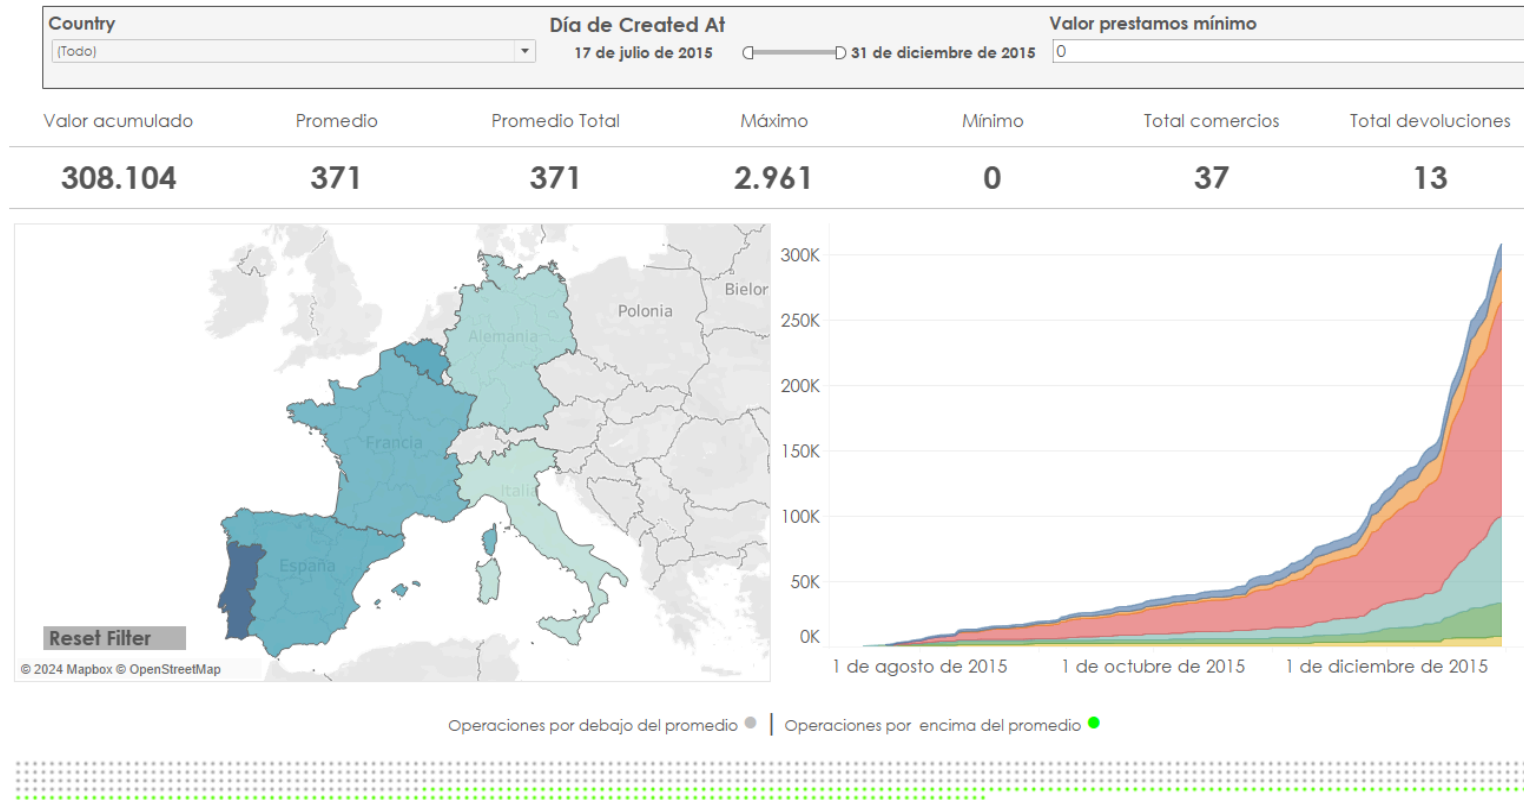 Country
Día de Created At
Valor prestamos mínimo
(Todo)
17 de julio de 2015
31 de diciembre de 2015
0
Valor acumulado
Promedio
Promedio Total
Máximo
Mínimo
Total comercios
Total devoluciones
308.104
371
371
2.961
0
37
13
Bielor
Polonia
Alemania
Francia
Italia
España
Reset Filter
© 2024 Mapbox © OpenStreetMap
300K
250K
200K
150K
100K
50K
0K
1 de agosto de 2015
1 de octubre de 2015
1 de diciembre de 2015
Operaciones por debajo del promedio
Operaciones por encima del promedio